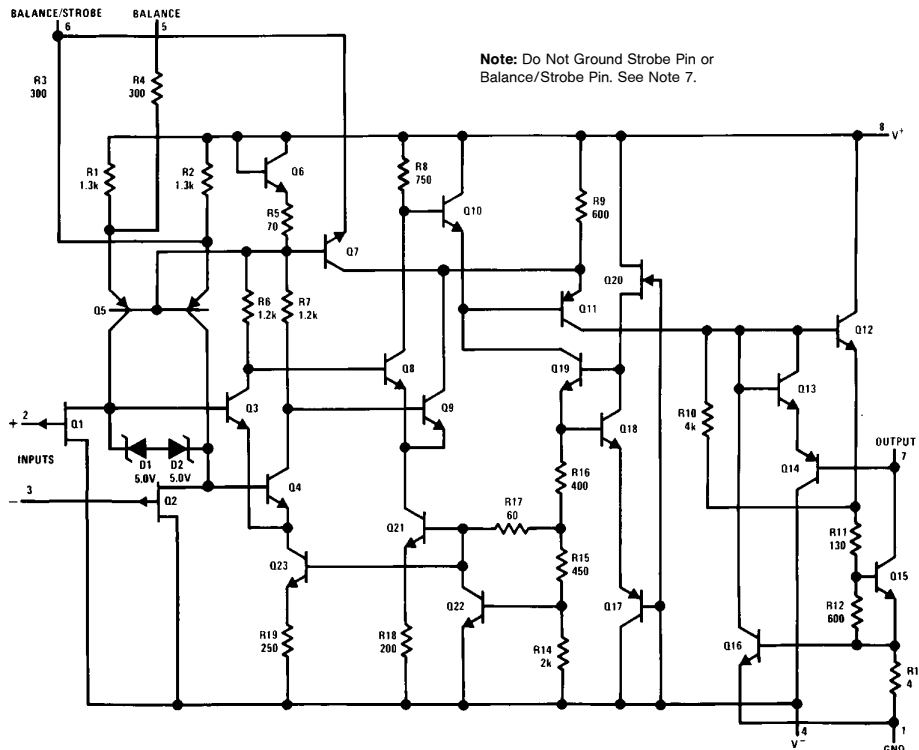 BALANCE/STROBE
6
BALANCE
5
Note: Do Not Ground Strobe Pin or
Balance/Strobe Pin. See Note 7.
R3
300
R4
300
8
V+
R1
1.3k
R2
1.3k
Q6
R5
70
Q7
R8
750
Q10
R9
600
Q20
Q5
R6
1.2k
R7
1.2k
Q11
Q12
Q3
Q8
Q19
Q13
Q9
Q18
R10
4k
+
2
Q1
INPUTS
D1
5.0V
D2
5.0V
OUTPUT
7
Q14
-
3
Q2
Q4
R16
400
R17
60
Q21
R11
130
Q23
R15
450
Q15
Q22
Q17
R12
600
R19
250
R18
200
R14
2k
Q16
R1
4
4
V-
1